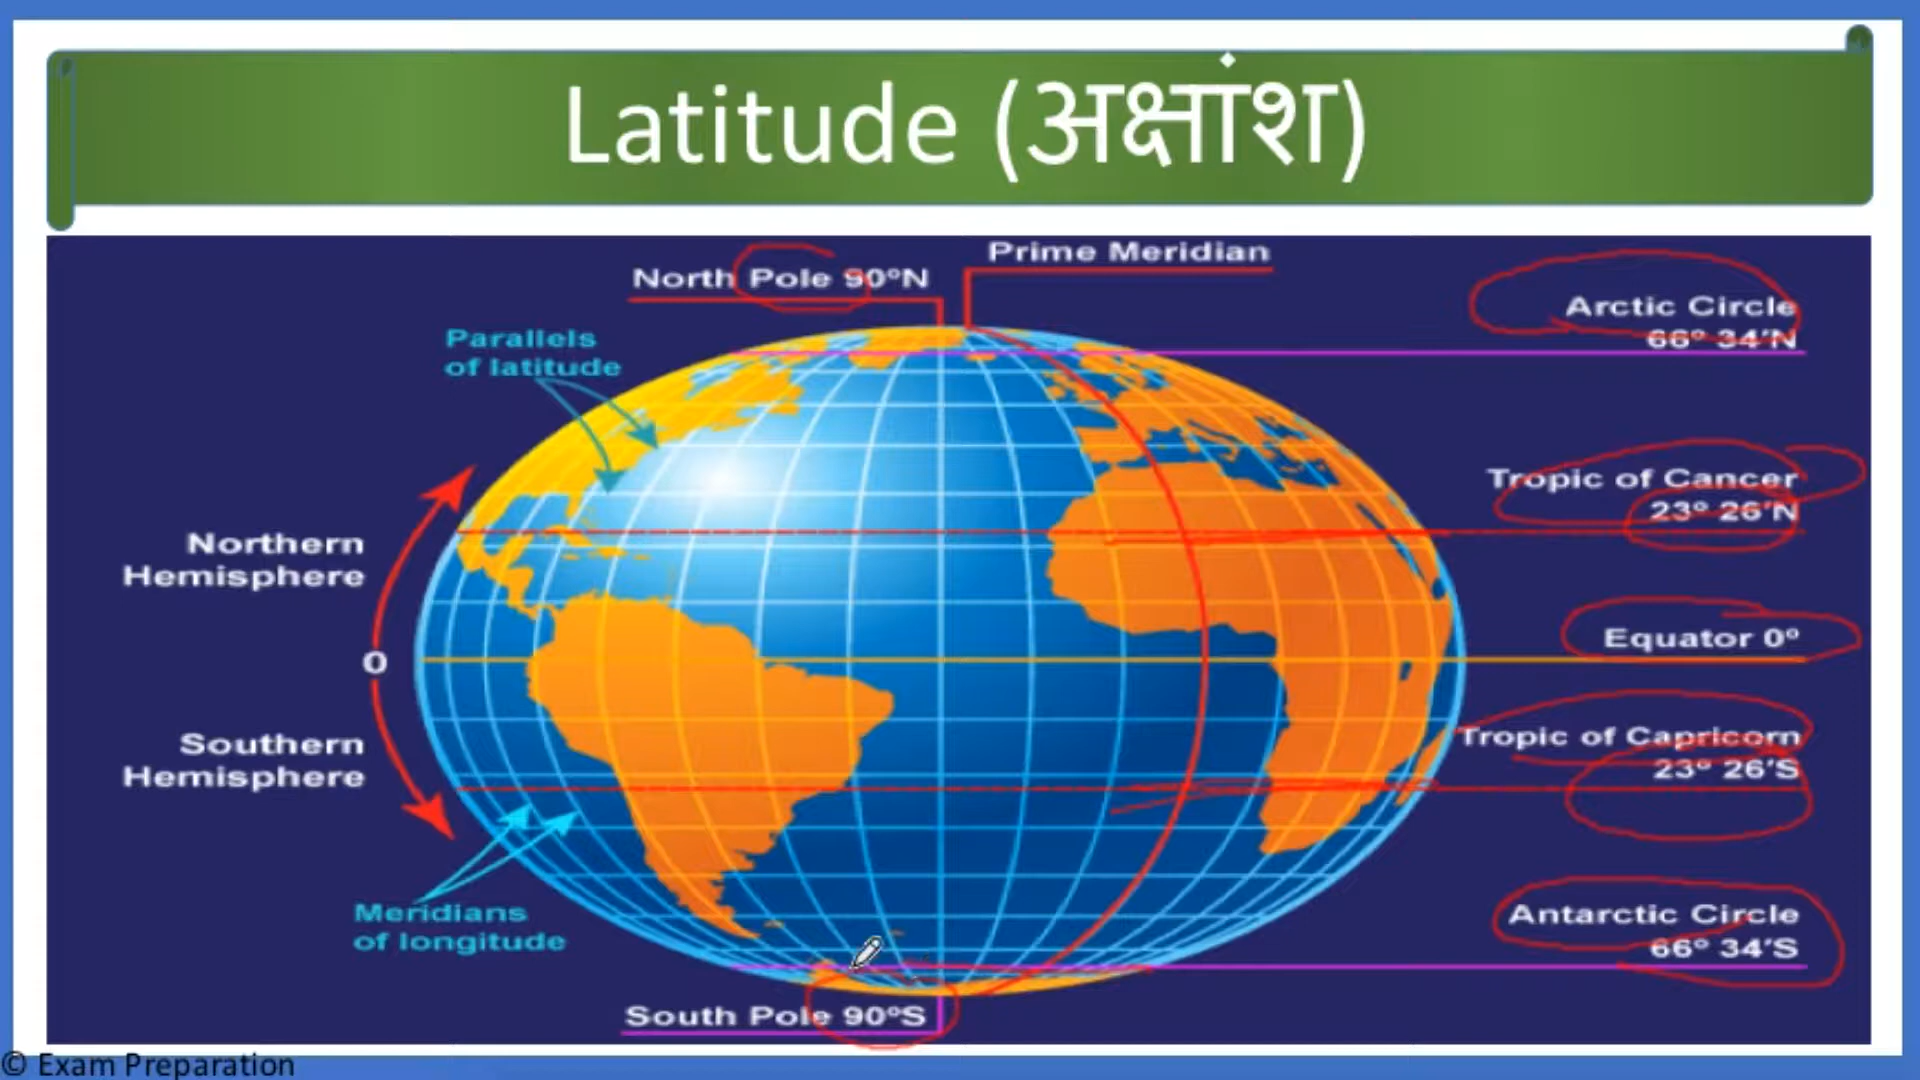 Latitude (अक्षांश)
Prime Meridian
North Pole 90°N
Arctic Circle
66° 34'N
Parallels
of latitude
Tropic of Cancer
23° 26'N
Northern
Hemisphere
Equator 0°
0
Southern
Hemisphere
Tropic of Capricorn
23° 26'S
Meridians
of longitude
Antarctic Circle
66° 34'S
South Pole 90°S
© Exam Preparation